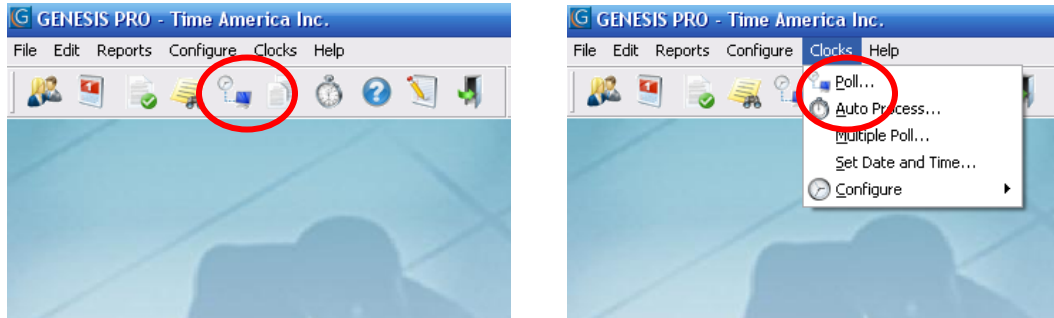 GENESIS PRO - Time America Inc.
File Edit Reports Configure Clocks Help
GENESIS PRO - Time America Inc.
File Edit Reports Configure Clocks Help
Poll...
Auto Process...
Multiple Poll...
Set Date and Time...
Configure